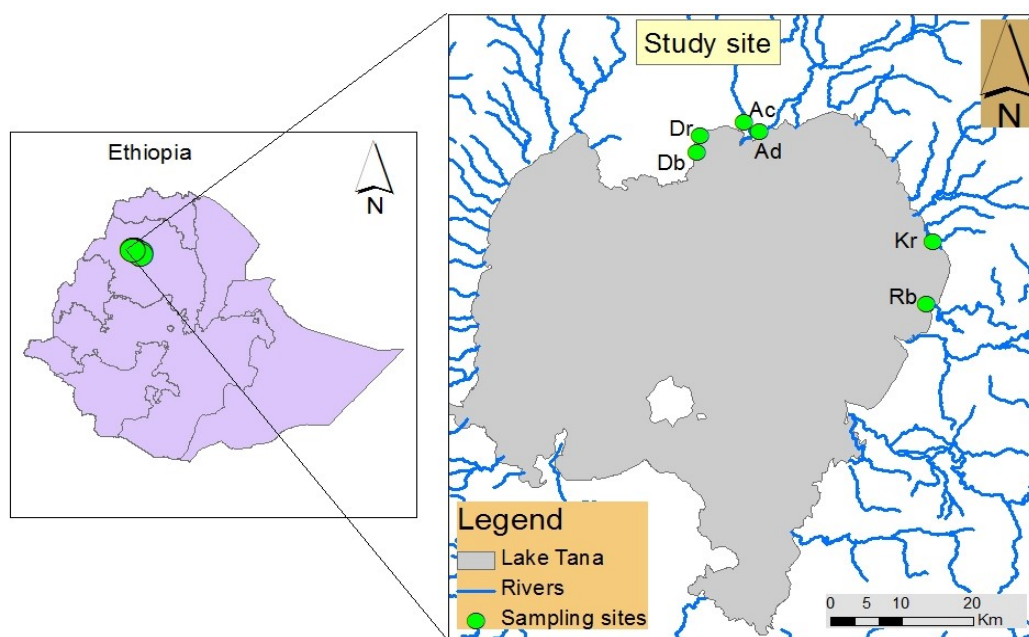 Ethiopia
N
Study site
N
Ac
Dr
Ad
Db
Kr
Rb
Legend
Lake Tana
Rivers
Sampling sites
0 3 5 10 20
Km